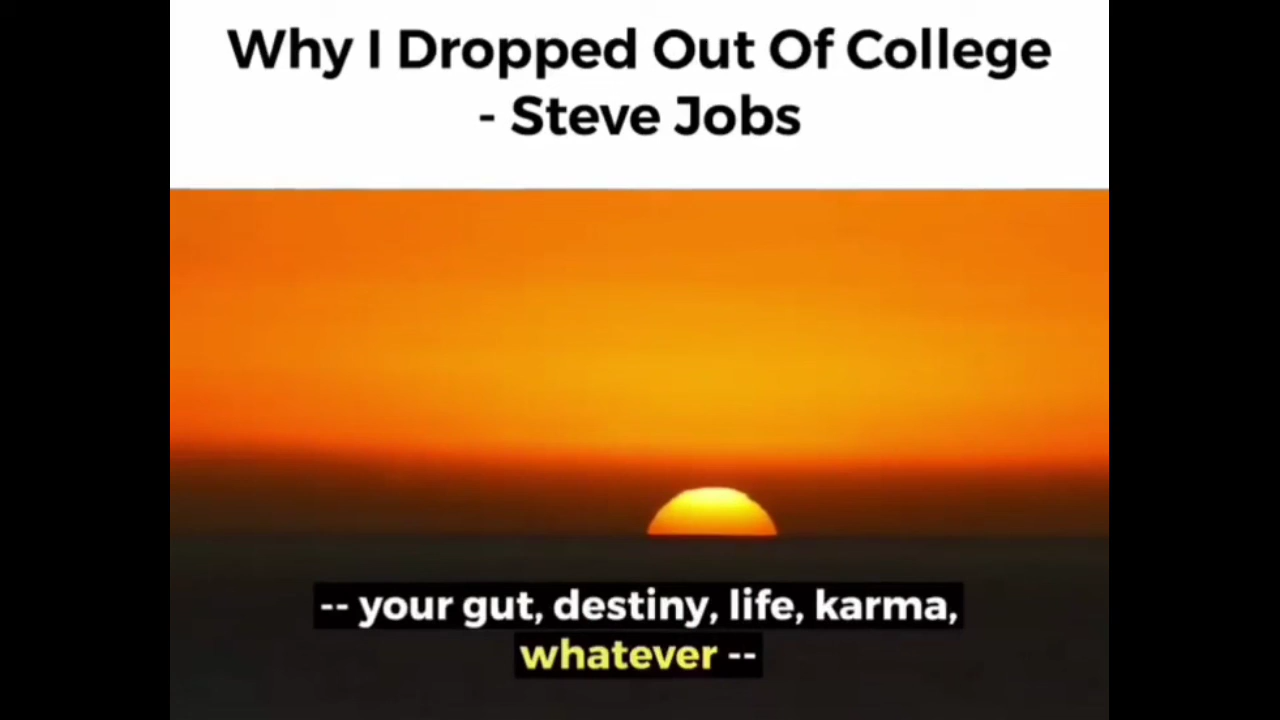 Why I Dropped Out Of College
- Steve Jobs
-- your gut, destiny, life, karma,
whatever --